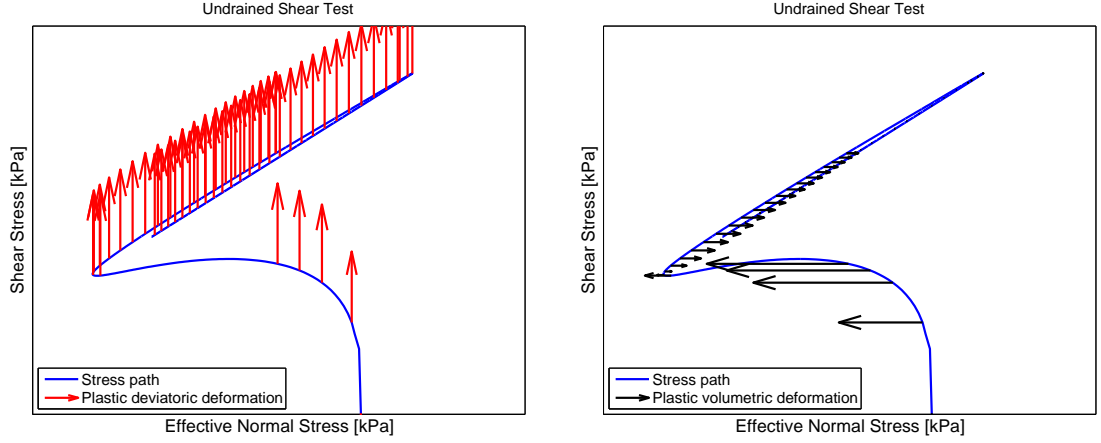 Undrained Shear Test
Shear Stress [kPa]
Stress path
Plastic deviatoric deformation
Effective Normal Stress [kPa]
Undrained Shear Test
Shear Stress [kPa]
Stress path
Plastic volumetric deformation
Effective Normal Stress [kPa]